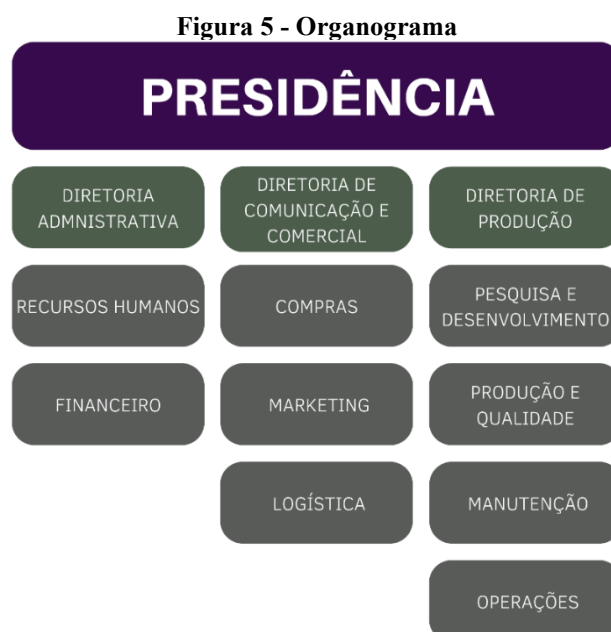 Figura 5 - Organograma
PRESIDÊNCIA
DIRETORIA
ADMNISTRATIVA
DIRETORIA DE
COMUNICAÇÃO E
COMERCIAL
DIRETORIA DE
PRODUÇÃO
RECURSOS HUMANOS
COMPRAS
PESQUISA E
DESENVOLVIMENTO
FINANCEIRO
MARKETING
PRODUÇÃO E
QUALIDADE
LOGÍSTICA
MANUTENÇÃO
OPERAÇÕES